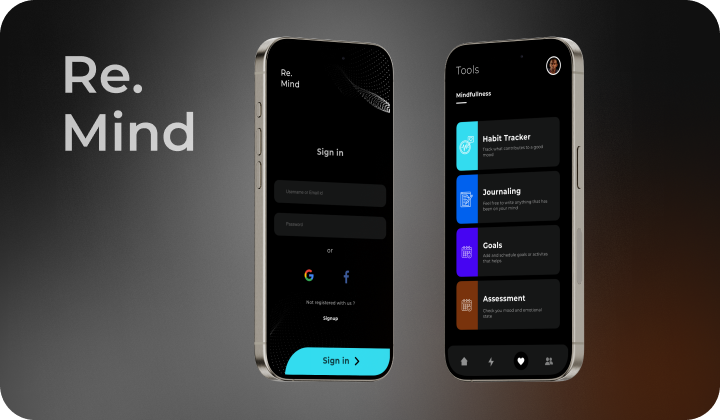 Re.
Mind
Re.
Mind
Sign in
Username or Email id
Password
or
Not registered with us ?
Signup
Sign in
Tools
Mindfullness
Habit Tracker
Track what contributes to a good
mood
Journaling
Feel free to write anything that has
been on your mind
Goals
Add and schedule goals or activities
that helps
Assessment
Check you mood and emotional
state